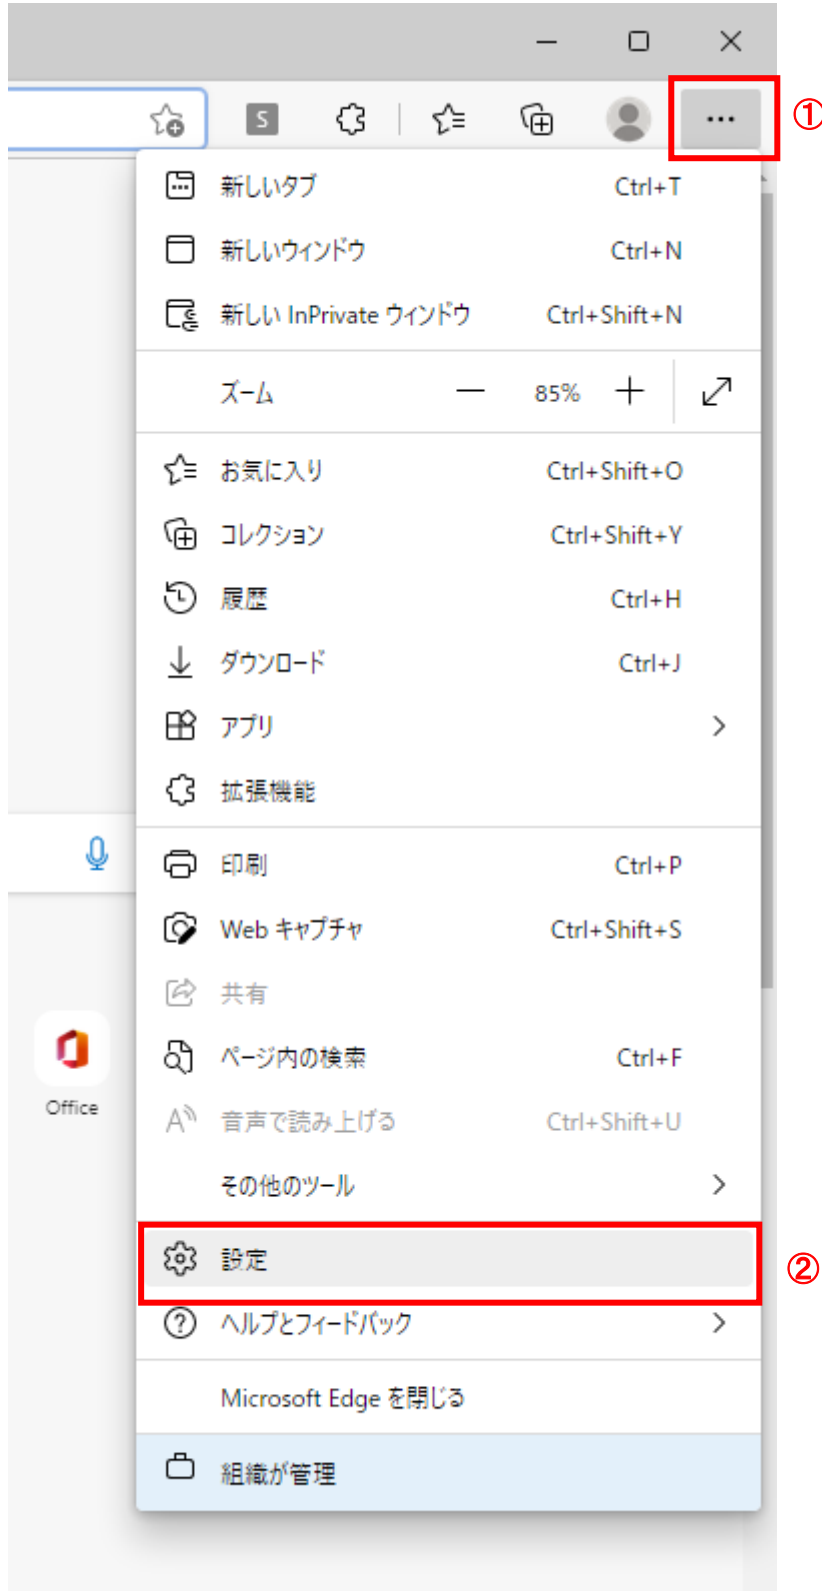 S
①
新しいタブ Ctrl+T
新しいウィンドウ Ctrl+N
新しい InPrivate ウィンドウ Ctrl+Shift+N
ズーム 85%
お気に入り Ctrl+Shift+O
コレクション Ctrl+Shift+Y
履歴 Ctrl+H
ダウンロード Ctrl+J
アプリ
拡張機能
印刷 Ctrl+P
Web キャプチャ Ctrl+Shift+S
共有
ページ内の検索 Ctrl+F
Office
音声で読み上げる Ctrl+Shift+U
その他のツール
設定
②
ヘルプとフィードバック
Microsoft Edge を閉じる
組織が管理